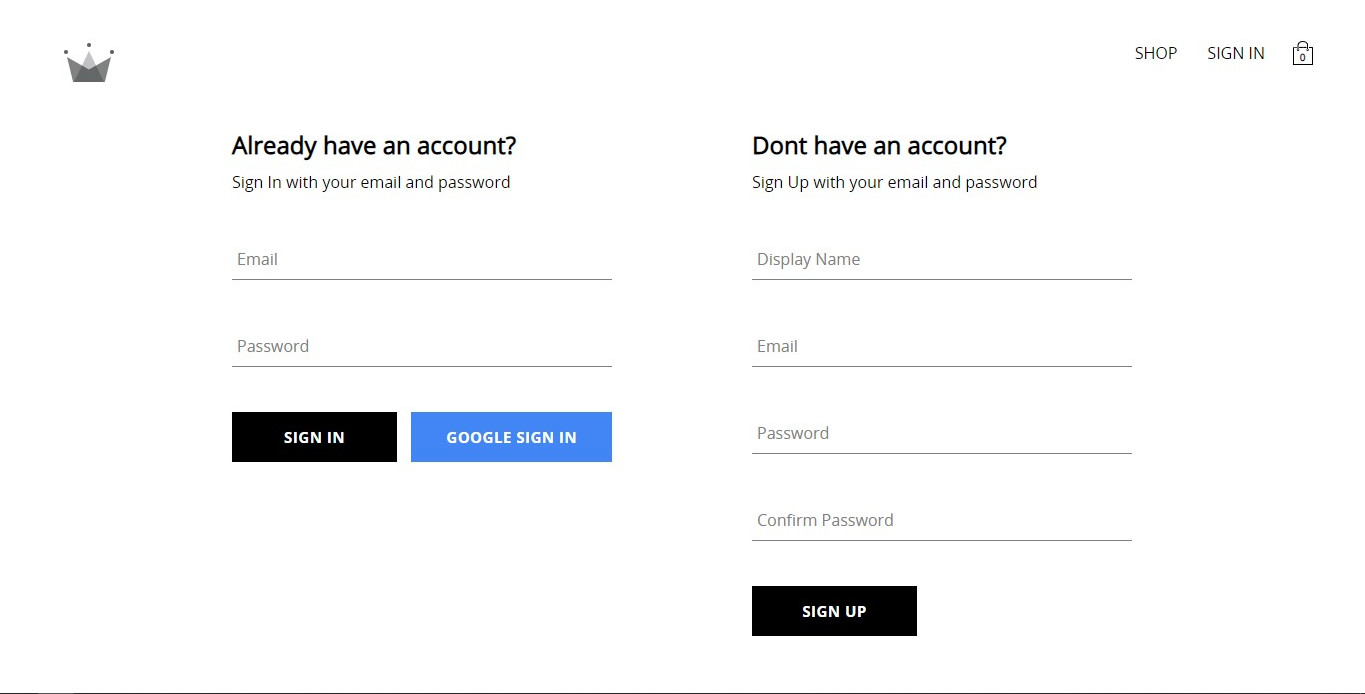 SHOP SIGN IN
0
Already have an account?
Sign In with your email and password
Email
Password
SIGN IN GOOGLE SIGN IN
Dont have an account?
Sign Up with your email and password
Display Name
Email
Password
Confirm Password
SIGN UP